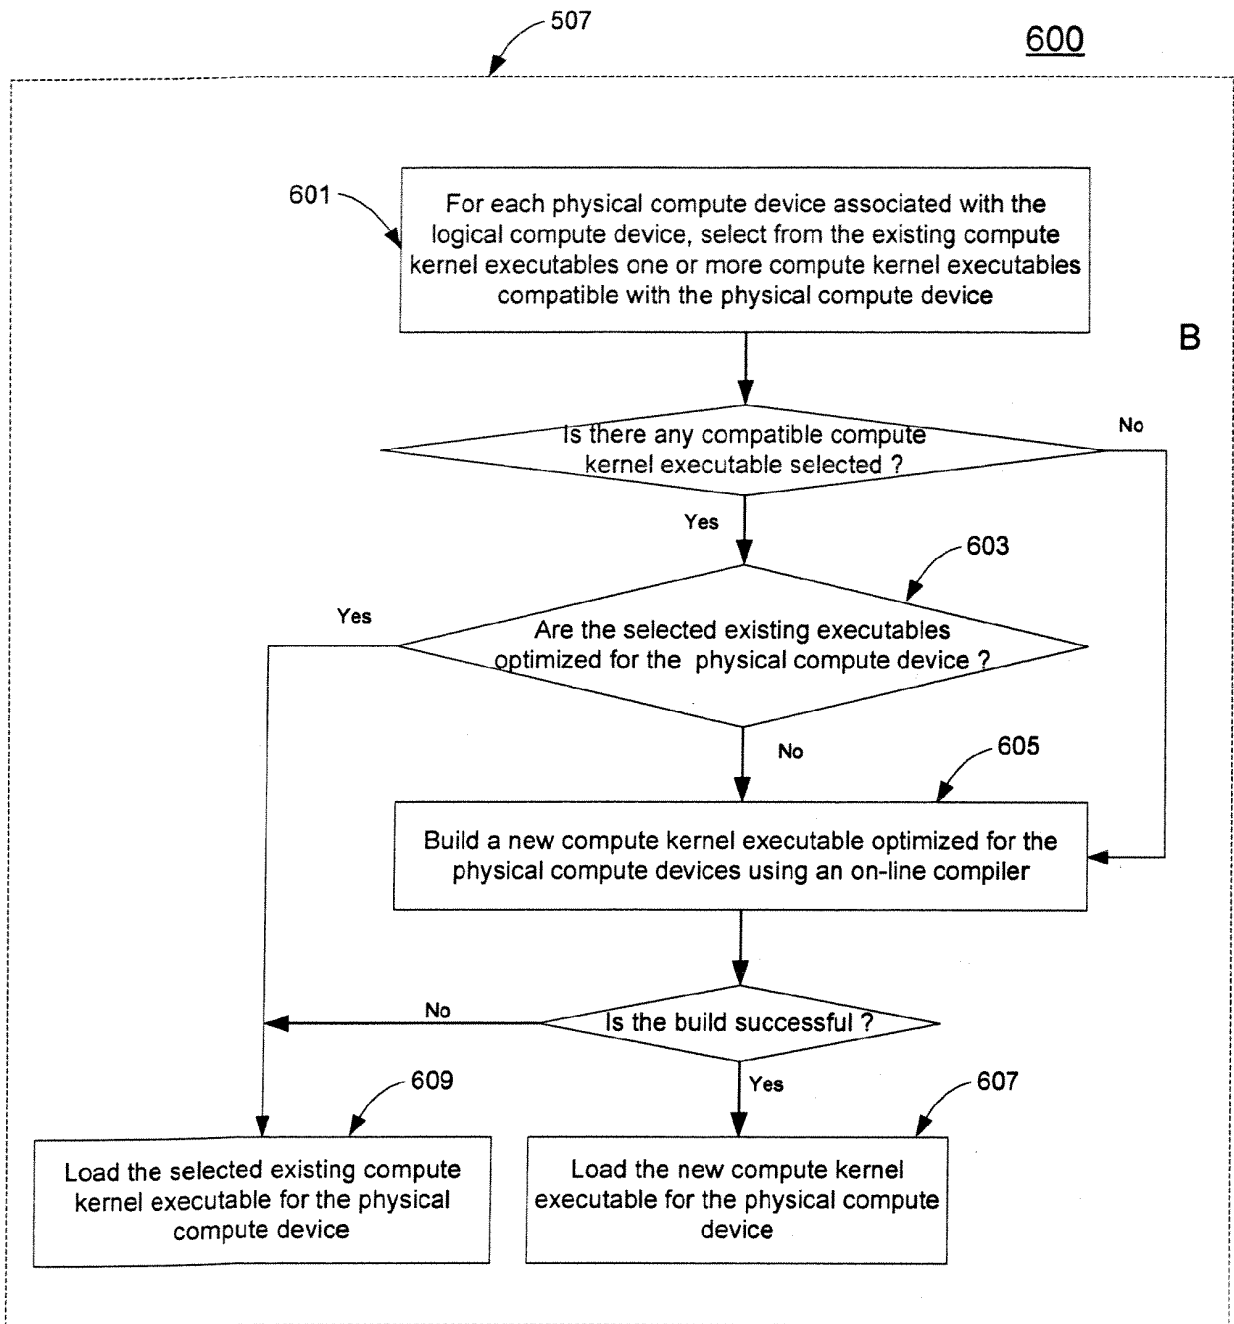 507
600
601
For each physical compute device associated with the
logical compute device, select from the existing compute
kernel executables one or more compute kernel executables
compatible with the physical compute device
B
Is there any compatible compute
kernel executable selected ?
No
Yes
603
Yes
Are the selected existing executables
optimized for the physical compute device ?
No
605
Build a new compute kernel executable optimized for the
physical compute devices using an on-line compiler
No
Is the build successful ?
609
Yes
607
Load the selected existing compute
kernel executable for the physical
compute device
Load the new compute kernel
executable for the physical compute
device